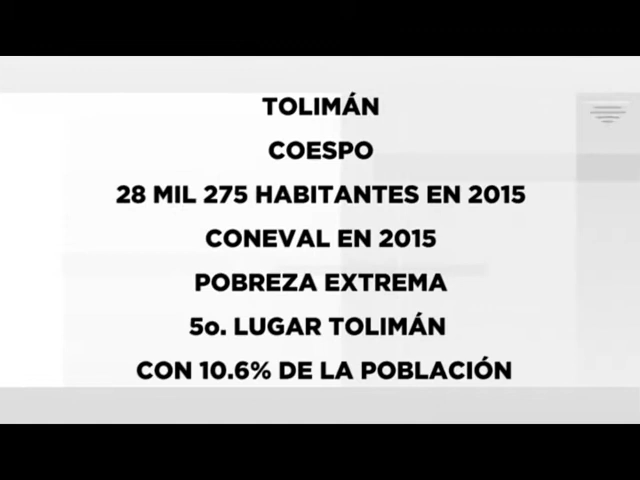 TOLIMÁN
COESPO
28 MIL 275 HABITANTES EN 2015
CONEVAL EN 2015
POBREZA EXTREMA
5o. LUGAR TOLIMÁN
CON 10.6% DE LA POBLACIÓN